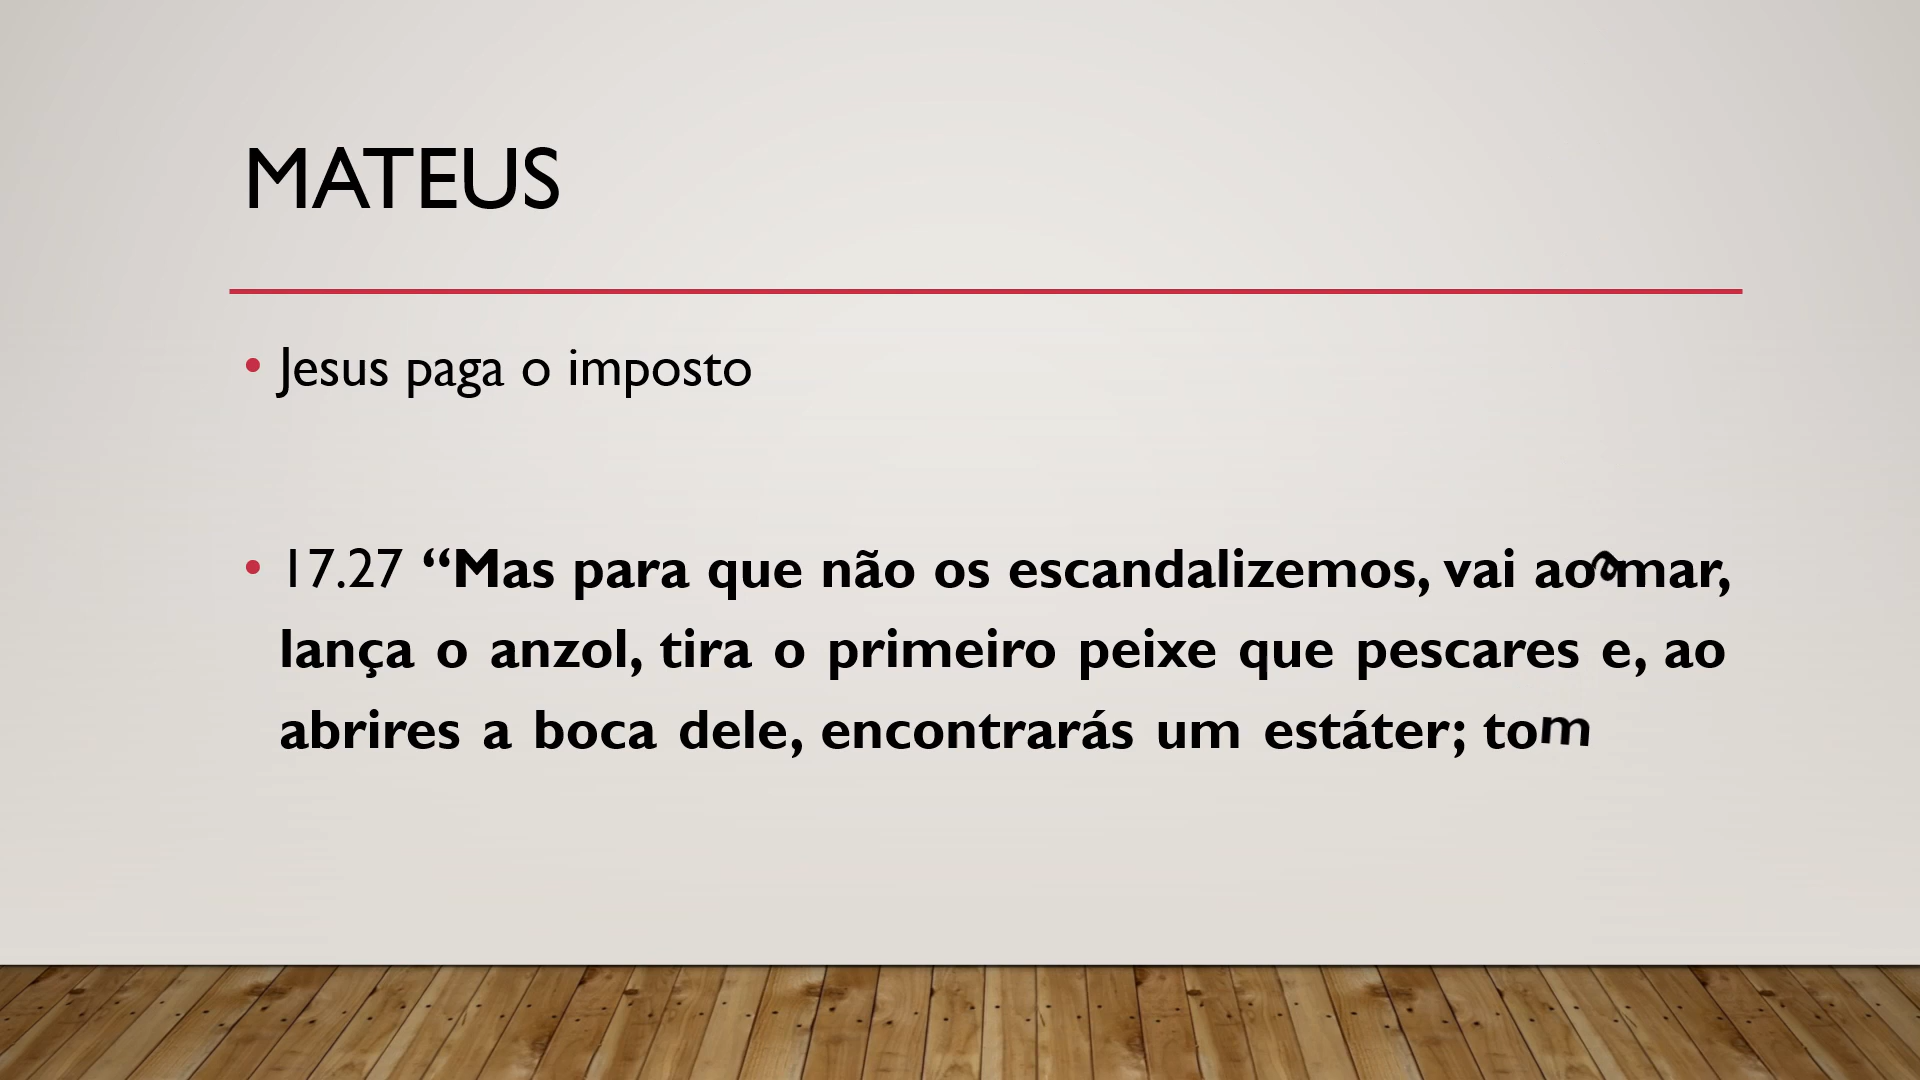 MATEUS
• Jesus paga o imposto
• 17.27 “Mas para que não os escandalizemos, vai ao mar,
lança o anzol, tira o primeiro peixe que pescares e, ao
abrires a boca dele, encontrarás um estáter; tom